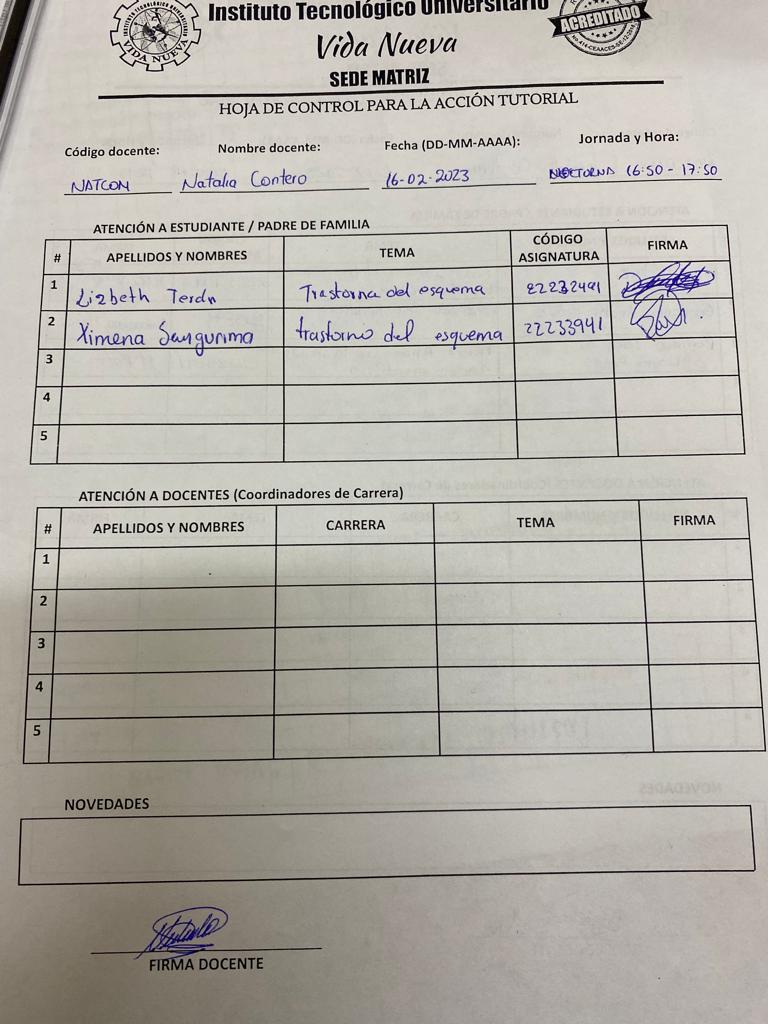 Instituto Tecnológico Universitario
Vida Nueva
SEDE MATRIZ
VIDA NUEVA
ACREDITADO
HOJA DE CONTROL PARA LA ACCIÓN TUTORIAL
Código docente: Nombre docente: Fecha (DD-MM-AAAA): Jornada y Hora:
NATCON Natalia Contero 16-02-2023 NOCTURNA 16:50 - 17:50
ATENCIÓN A ESTUDIANTE / PADRE DE FAMILIA
# APELLIDOS Y NOMBRES TEMA CÓDIGO ASIGNATURA FIRMA
1 Lizbeth Terán Trastorno del esquema 22232491
2 Ximena Sangurima trastorno del esquema 22233941
3
4
5
ATENCIÓN A DOCENTES (Coordinadores de Carrera)
# APELLIDOS Y NOMBRES CARRERA TEMA FIRMA
1
2
3
4
5
NOVEDADES
FIRMA DOCENTE